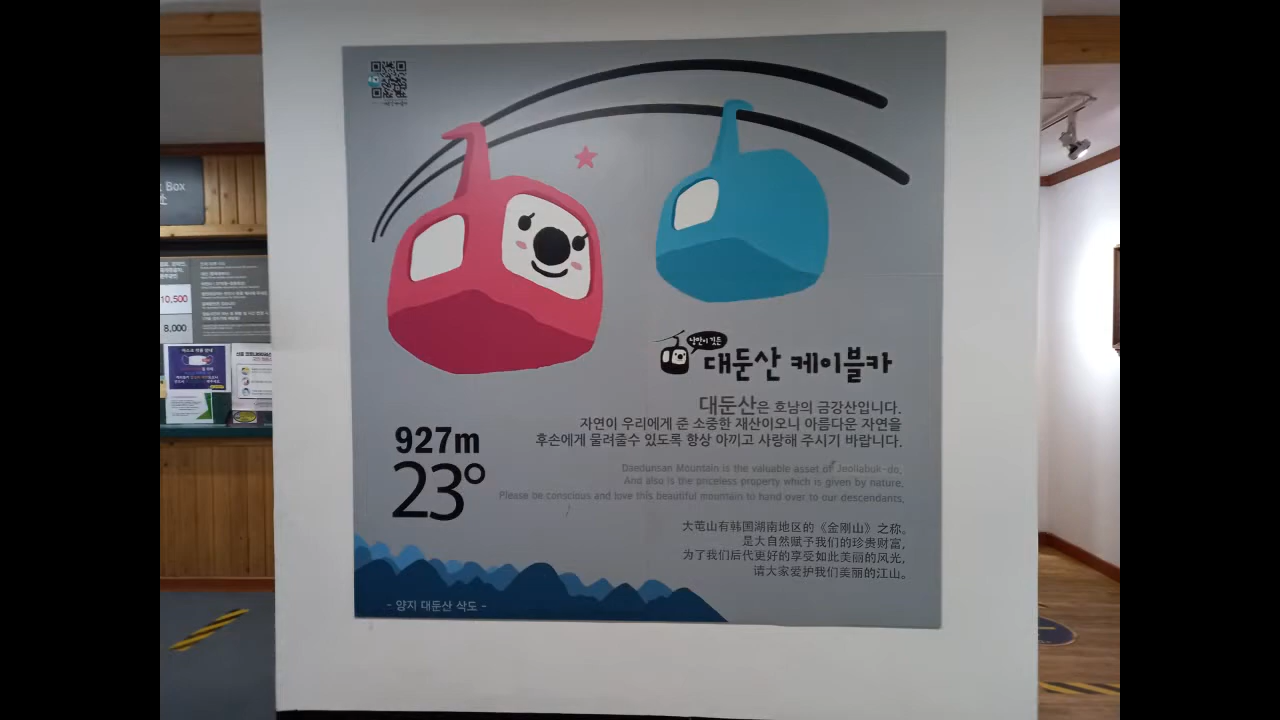 Box
10,500
8,000
낭만이 깃든
대둔산 케이블카
대둔산은 호남의 금강산입니다.
자연이 우리에게 준 소중한 재산이오니 아름다운 자연을
후손에게 물려줄수 있도록 항상 아끼고 사랑해 주시기 바랍니다.
927m
23°
Daedunsan Mountain is the valuable asset of Jeollabuk-do,
And also is the priceless property which is given by nature.
Please be conscious and love this beautiful mountain to hand over to our descendants.
大芚山有韩国湖南地区的《金刚山》之称。
是大自然赋予我们的珍贵财富，
为了我们后代更好的享受如此美丽的风光，
请大家爱护我们美丽的江山。
- 양지 대둔산 삭도 -